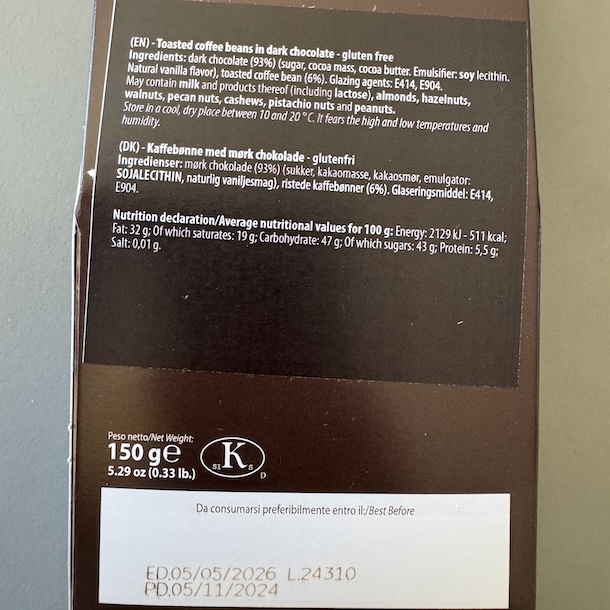 (EN) - Toasted coffee beans in dark chocolate - gluten free
Ingredients: dark chocolate (93%) (sugar, cocoa mass, cocoa butter. Emulsifier: soy lecithin.
Natural vanilla flavor), toasted coffee bean (6%). Glazing agents: E414, E904.
May contain milk and products thereof (including lactose), almonds, hazelnuts,
walnuts, pecan nuts, cashews, pistachio nuts and peanuts.
Store in a cool, dry place between 10 and 20 °C. It fears the high and low temperatures and
humidity.
(DK) - Kaffebønne med mørk chokolade - glutenfri
Ingredienser: mørk chokolade (93%) (sukker, kakaomasse, kakaosmør, emulgator:
SOJALECITHIN, naturlig vaniljesmag), ristede kaffebønner (6%). Glaseringsmiddel: E414,
E904.
Nutrition declaration/Average nutritional values for 100 g: Energy: 2129 kJ - 511 kcal;
Fat: 32 g; Of which saturates: 19 g; Carbohydrate: 47 g; Of which sugars: 43 g; Protein: 5,5 g;
Salt: 0,01 g.
Peso netto/Net Weight:
150 g ℮
5.29 oz (0.33 lb.)
K
SI S
D
Da consumarsi preferibilmente entro il:/Best Before
ED.05/05/2026 L.24310
PD.05/11/2024